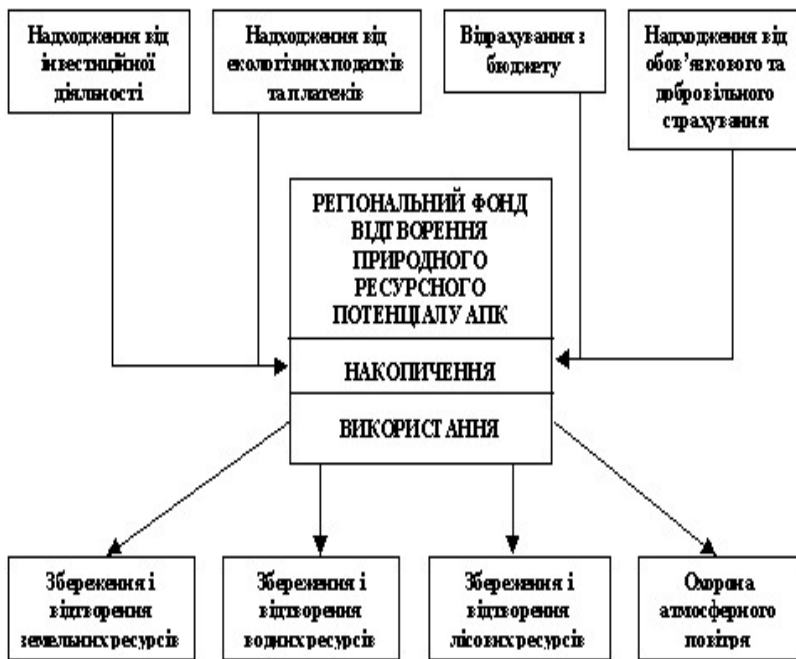 Надходження від
інвестиційної
діяльності
Надходження від
екологічних податків
та платежів
Відрахування з
бюджету
Надходження від
обов’язкового та
добровільного
страхування
РЕГІОНАЛЬНИЙ ФОНД
ВІДТВОРЕННЯ
ПРИРОДНОГО
РЕСУРСНОГО
ПОТЕНЦІАЛУ АПК
НАКОПИЧЕННЯ
ВИКОРИСТАННЯ
Збереження і
відтворення
земельних ресурсів
Збереження і
відтворення
водних ресурсів
Збереження і
відтворення
лісових ресурсів
Охорона
атмосферного
повітря